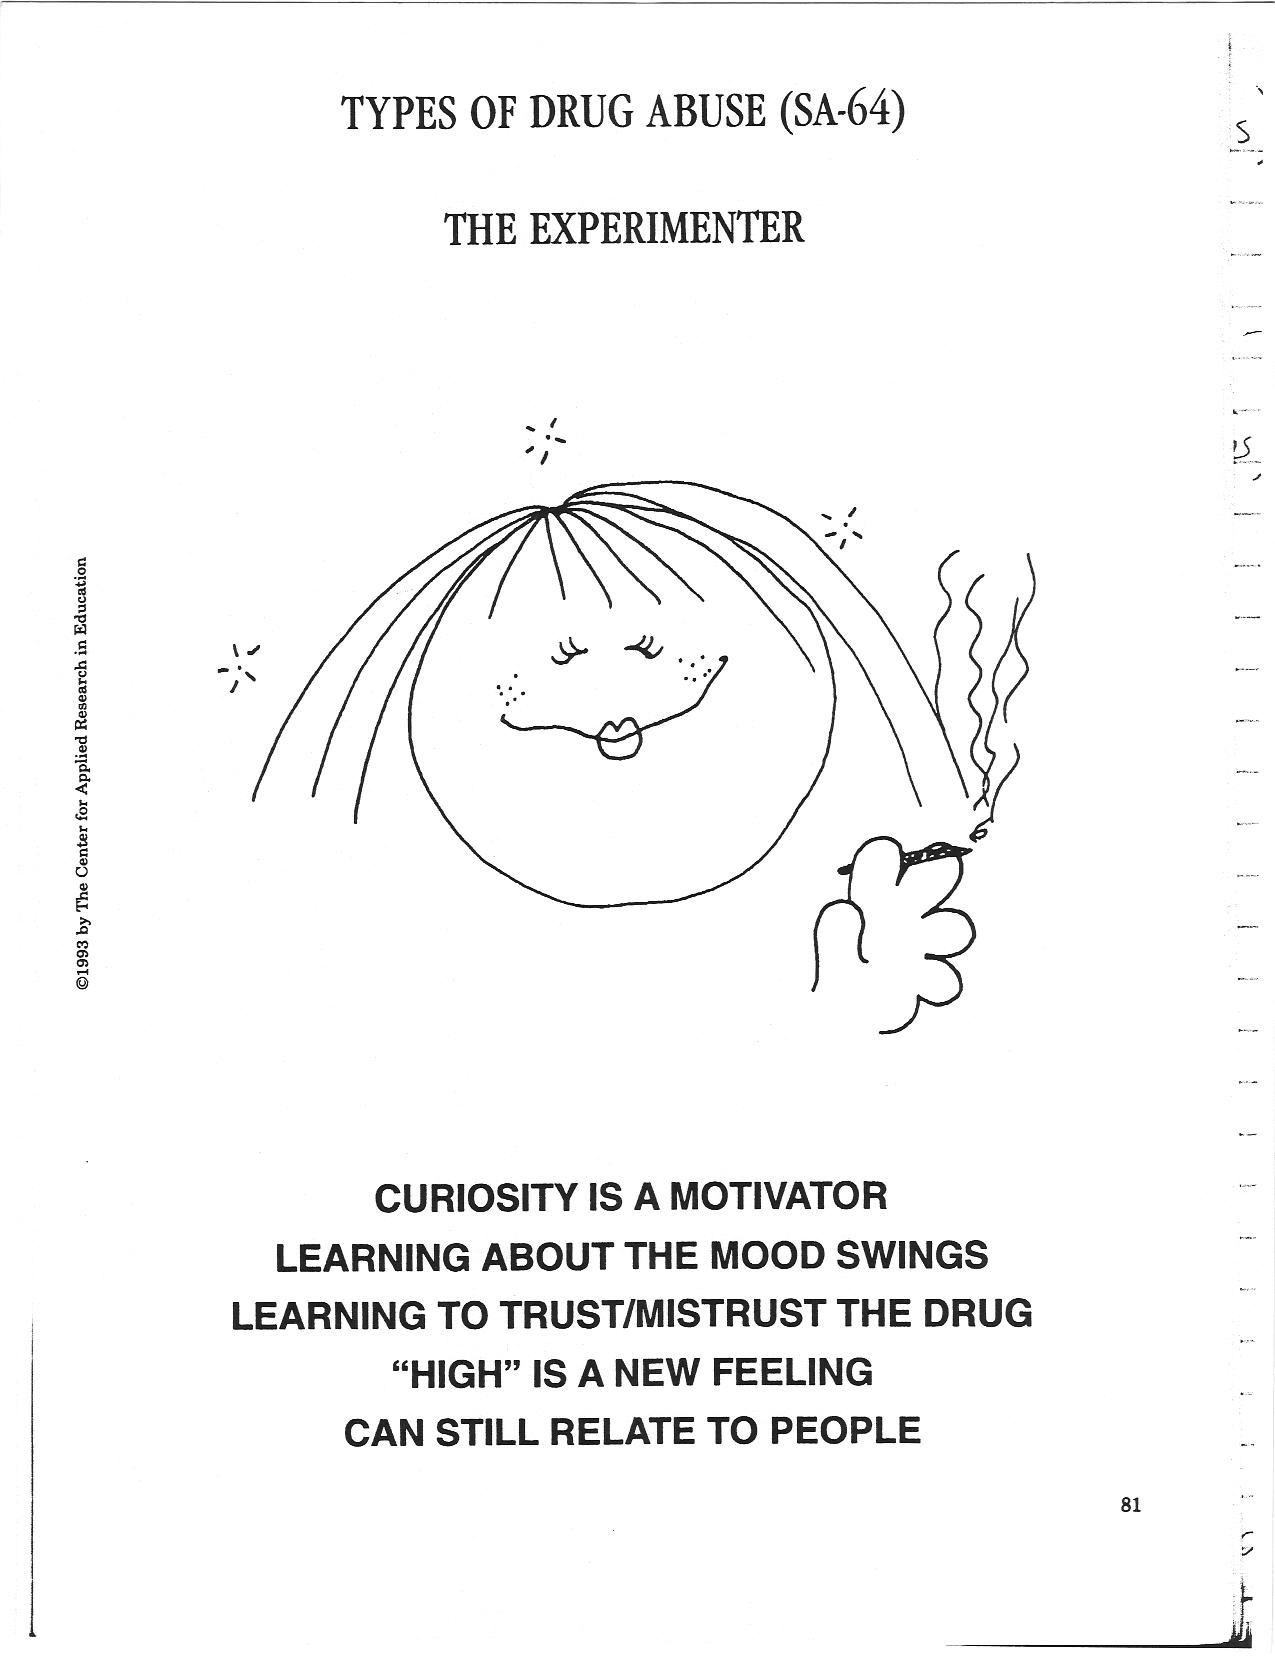 TYPES OF DRUG ABUSE (SA-64)
THE EXPERIMENTER
©1993 by The Center for Applied Research in Education
CURIOSITY IS A MOTIVATOR
LEARNING ABOUT THE MOOD SWINGS
LEARNING TO TRUST/MISTRUST THE DRUG
“HIGH” IS A NEW FEELING
CAN STILL RELATE TO PEOPLE
81